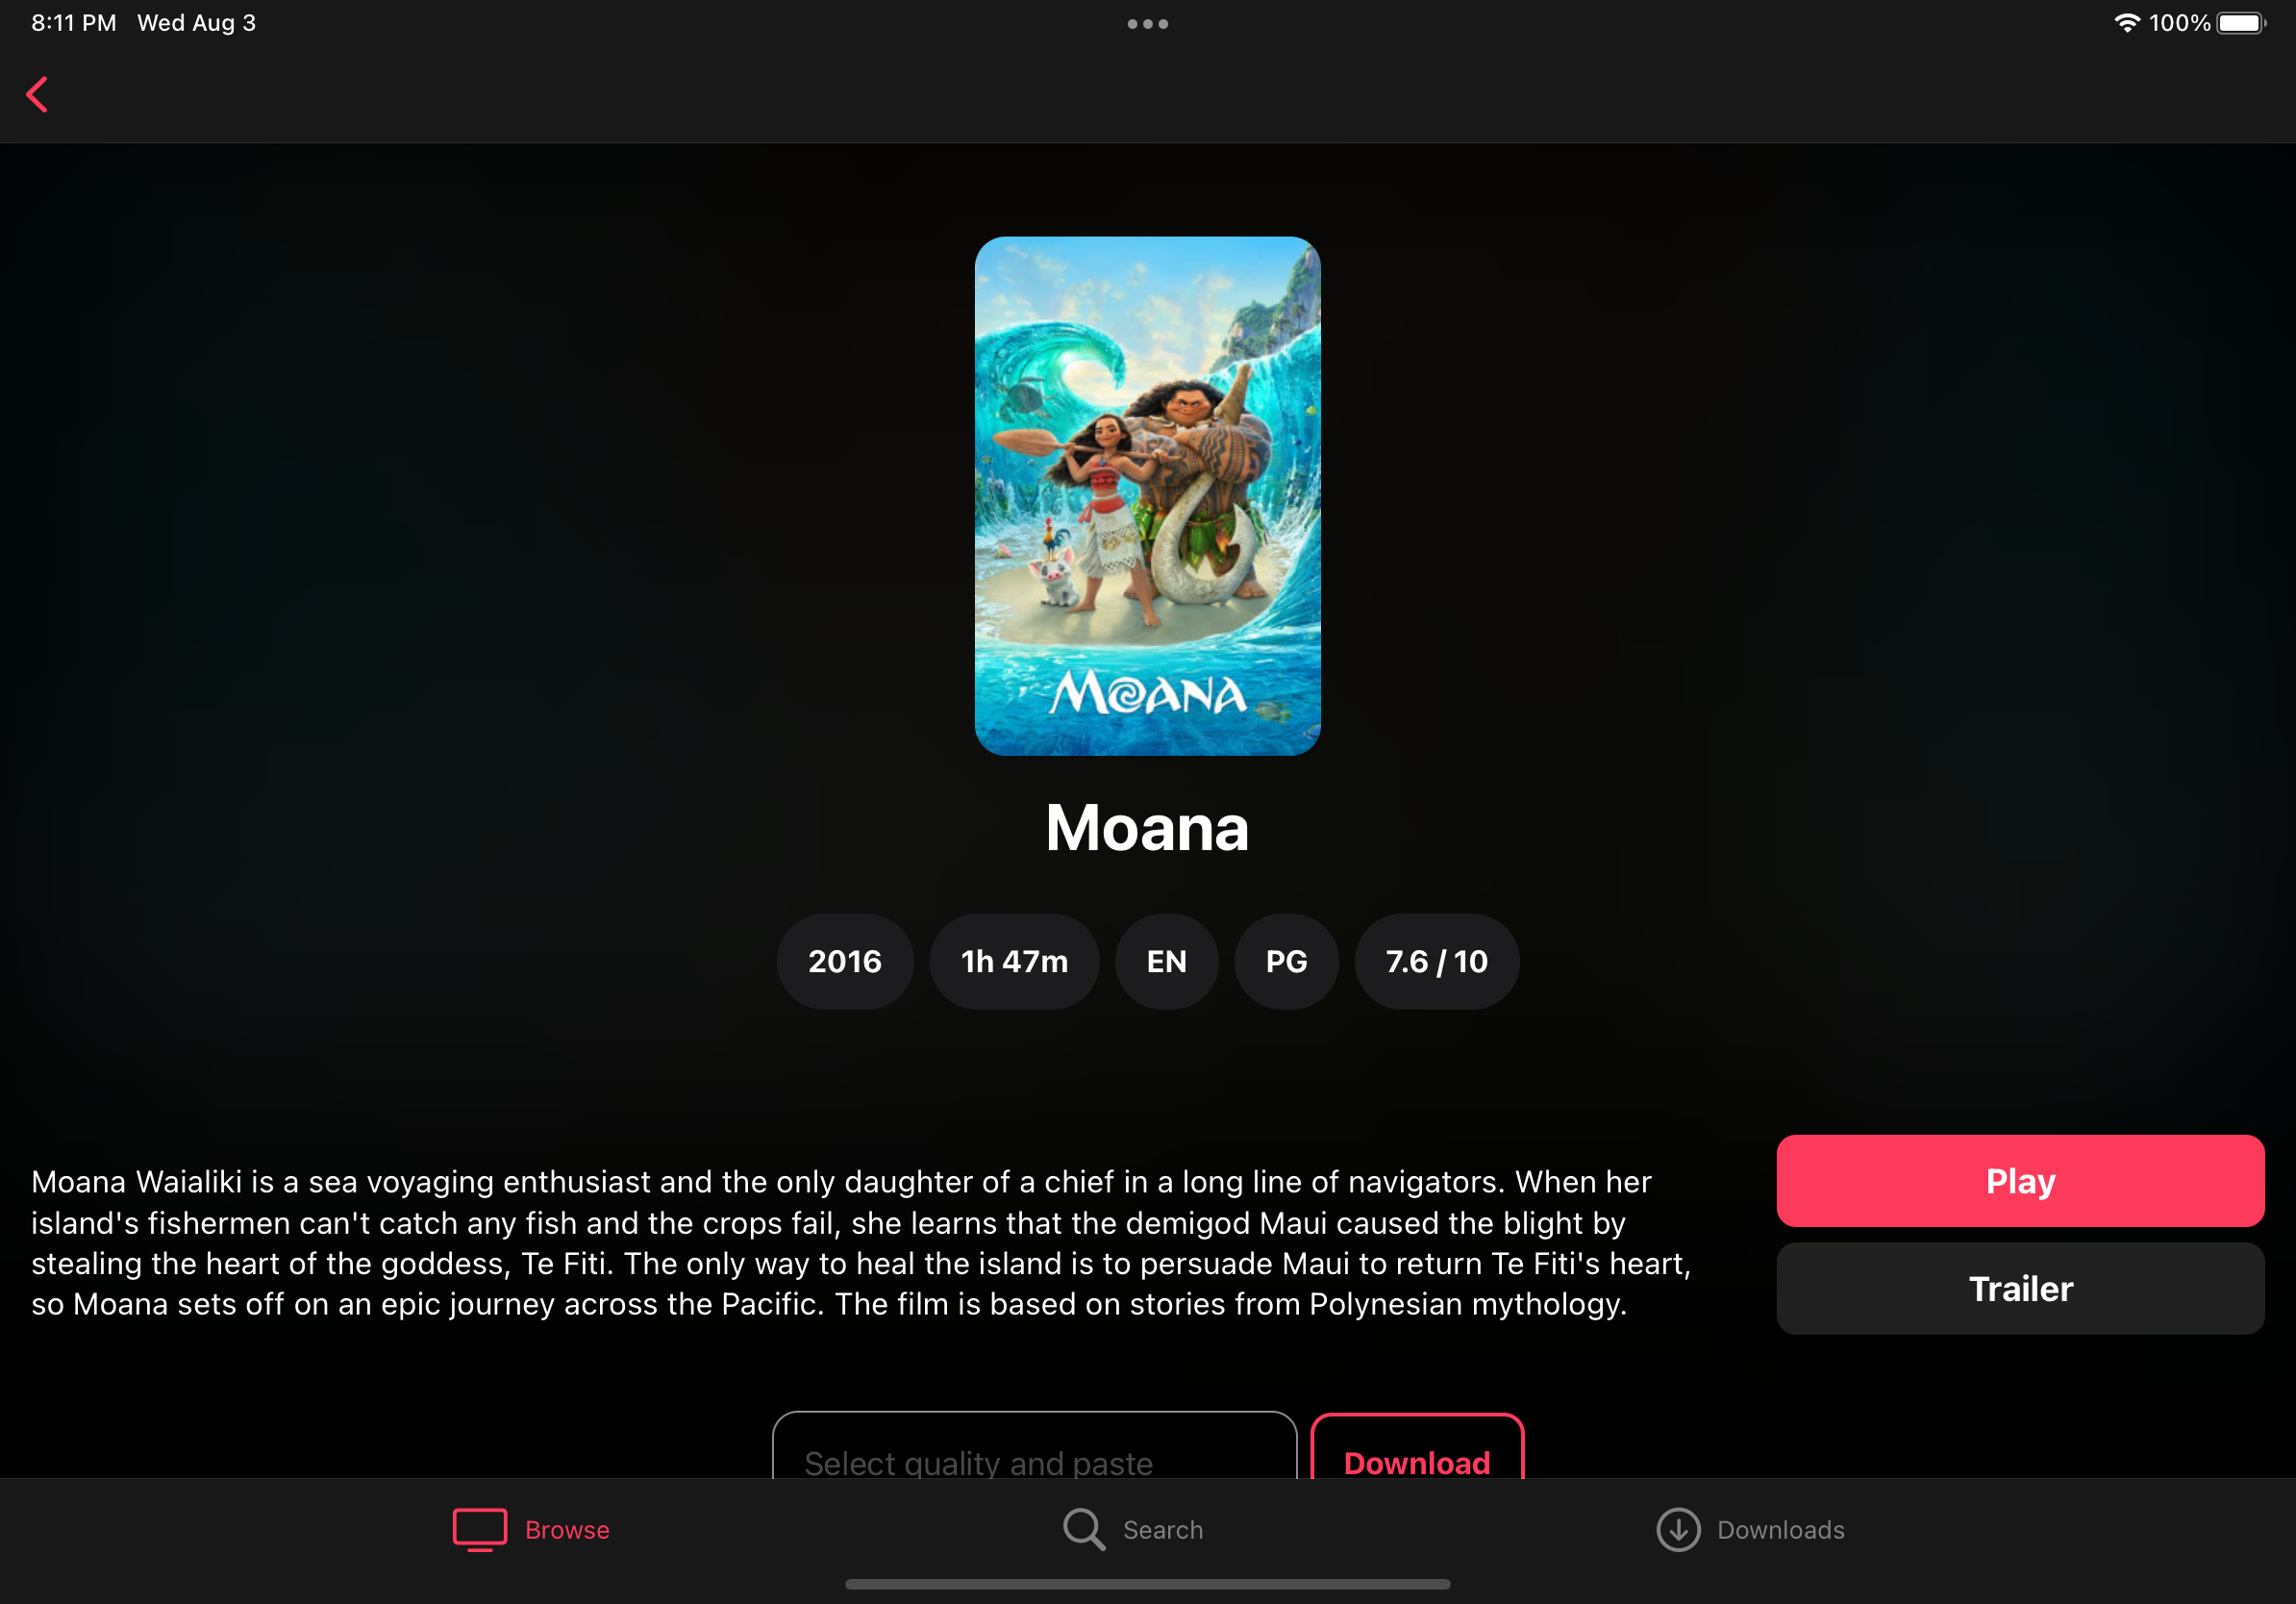 8:11 PM Wed Aug 3
100%
MOANA
Moana
2016
1h 47m
EN
PG
7.6 / 10
Moana Waialiki is a sea voyaging enthusiast and the only daughter of a chief in a long line of navigators. When her
island's fishermen can't catch any fish and the crops fail, she learns that the demigod Maui caused the blight by
stealing the heart of the goddess, Te Fiti. The only way to heal the island is to persuade Maui to return Te Fiti's heart,
so Moana sets off on an epic journey across the Pacific. The film is based on stories from Polynesian mythology.
Play
Trailer
Select quality and paste
Download
Browse
Search
Downloads